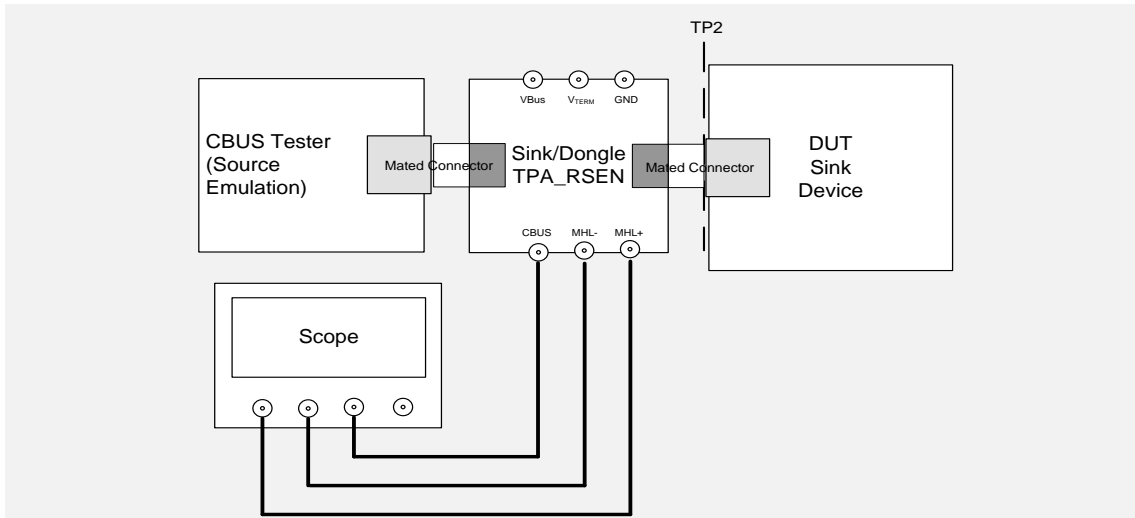 TP2
VBus VTERM GND
CBUS Tester
(Source
Emulation)
Mated Connector
Sink/Dongle
TPA_RSEN
Mated Connector
DUT
Sink
Device
CBUS MHL- MHL+
Scope